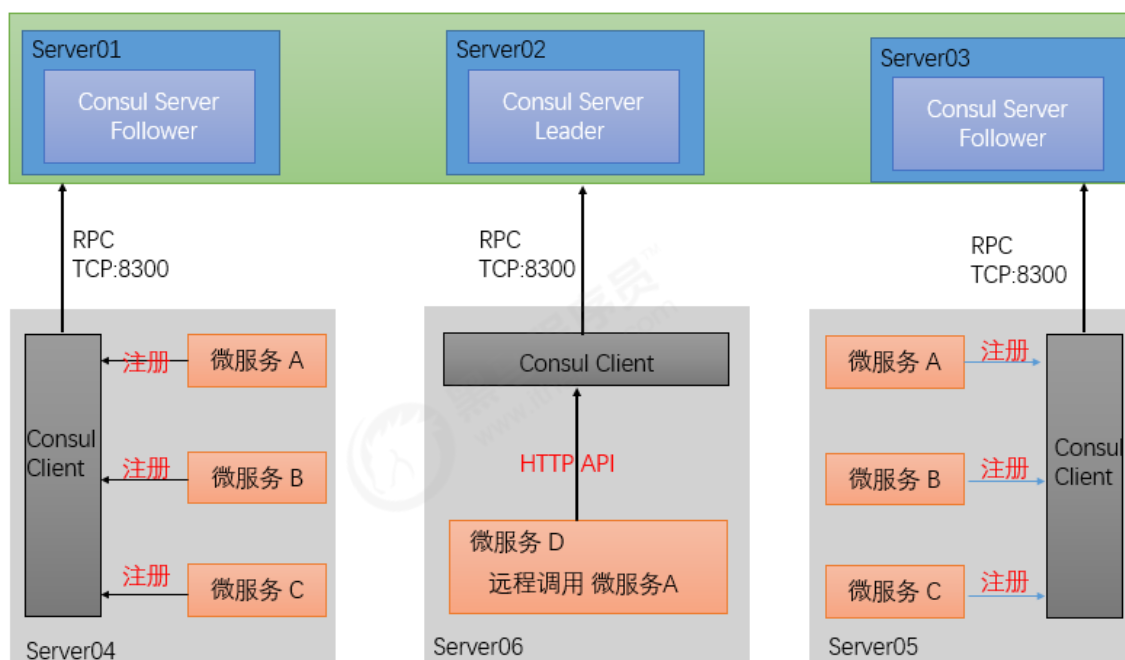 Server01
Consul Server
Follower
Server02
Consul Server
Leader
Server03
Consul Server
Follower
RPC
TCP:8300
RPC
TCP:8300
RPC
TCP:8300
Consul
Client
注册
微服务 A
注册
微服务 B
注册
微服务 C
Server04
Consul Client
HTTP API
微服务 D
远程调用 微服务A
Server06
微服务 A
注册
微服务 B
注册
微服务 C
注册
Consul
Client
Server05